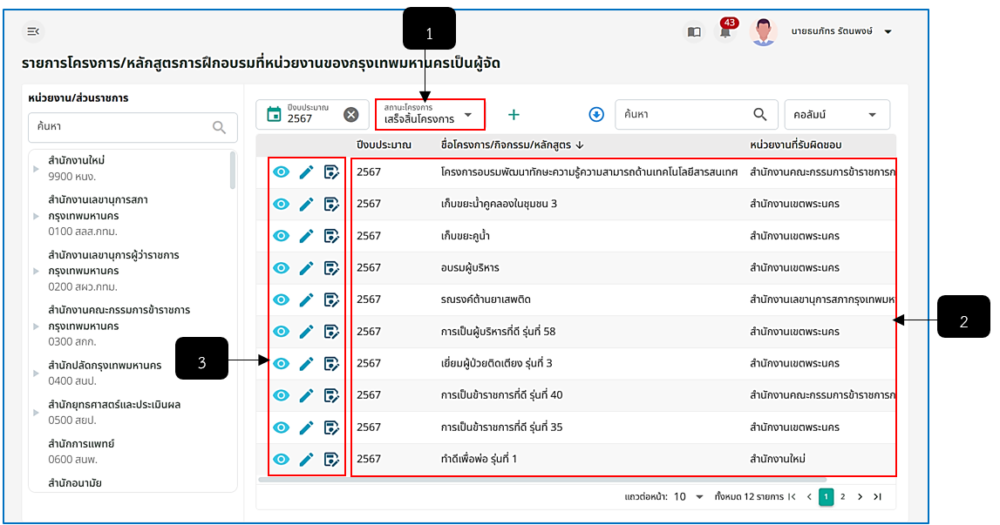 1
43
นายธนภัทร รัตนพงษ์
รายการโครงการ/หลักสูตรการฝึกอบรมที่หน่วยงานของกรุงเทพมหานครเป็นผู้จัด
หน่วยงาน/ส่วนราชการ
ค้นหา
สำนักงานใหม่
9900 หนง.
สำนักงานเลขานุการสภา
กรุงเทพมหานคร
0100 สลส.กทม.
สำนักงานเลขานุการผู้ว่าราชการ
กรุงเทพมหานคร
0200 สผว.กทม.
สำนักงานคณะกรรมการข้าราชการ
กรุงเทพมหานคร
0300 สกก.
สำนักปลัดกรุงเทพมหานคร
0400 สนป.
สำนักยุทธศาสตร์และประเมินผล
0500 สยป.
สำนักการแพทย์
0600 สนพ.
สำนักอนามัย
ปีงบประมาณ
2567
สถานะโครงการ
เสร็จสิ้นโครงการ
ค้นหา
คอลัมน์
ปีงบประมาณ ชื่อโครงการ/กิจกรรม/หลักสูตร หน่วยงานที่รับผิดชอบ
2567 โครงการอบรมพัฒนาทักษะความรู้ความสามารถด้านเทคโนโลยีสารสนเทศ สำนักงานคณะกรรมการข้าราชการก
2567 เก็บขยะน้ำคูคลองในชุมชน 3 สำนักงานเขตพระนคร
2567 เก็บขยะคูน้ำ สำนักงานเขตพระนคร
2567 อบรมผู้บริหาร สำนักงานเขตพระนคร
2567 รณรงค์ต้านยาเสพติด สำนักงานเลขานุการสภากรุงเทพมห
2567 การเป็นผู้บริหารที่ดี รุ่นที่ 58 สำนักงานเขตพระนคร
2567 เยี่ยมผู้ป่วยติดเตียง รุ่นที่ 3 สำนักงานเขตพระนคร
2567 การเป็นข้าราชการที่ดี รุ่นที่ 40 สำนักงานคณะกรรมการข้าราชการก
2567 การเป็นข้าราชการที่ดี รุ่นที่ 35 สำนักงานเขตพระนคร
2567 ทำดีเพื่อพ่อ รุ่นที่ 1 สำนักงานใหม่
2
3
แถวต่อหน้า: 10 ทั้งหมด 12 รายการ 1 2